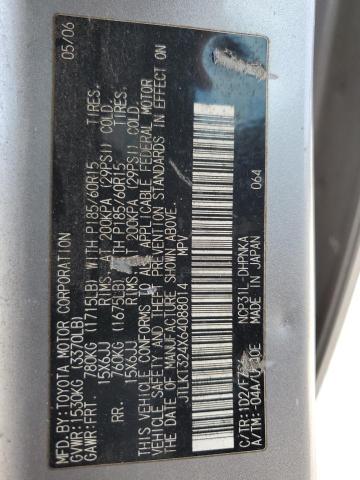 MFD.BY:TOYOTA MOTOR CORPORATION 05/06
GVWR: 1530KG (3370LB)
GAWR:FRT. 780KG (1715LB) WITH P185/60R15 TIRES.
15X6JJ RIMS AT 200KPA (29PSI) COLD.
RR. 760KG (1675LB) WITH P185/60R15 TIRES.
15X6JJ RIMS AT 200KPA (29PSI) COLD.
THIS VEHICLE CONFORMS TO ALL APPLICABLE FEDERAL MOTOR
VEHICLE SAFETY AND THEFT PREVENTION STANDARDS IN EFFECT ON
THE DATE OF MANUFACTURE SHOWN ABOVE.
JTLKT324X64088014 MPV
064
C/TR:1D2/F NCP31L-DHPNKA
A/TM:-04A/ MADE IN JAPAN